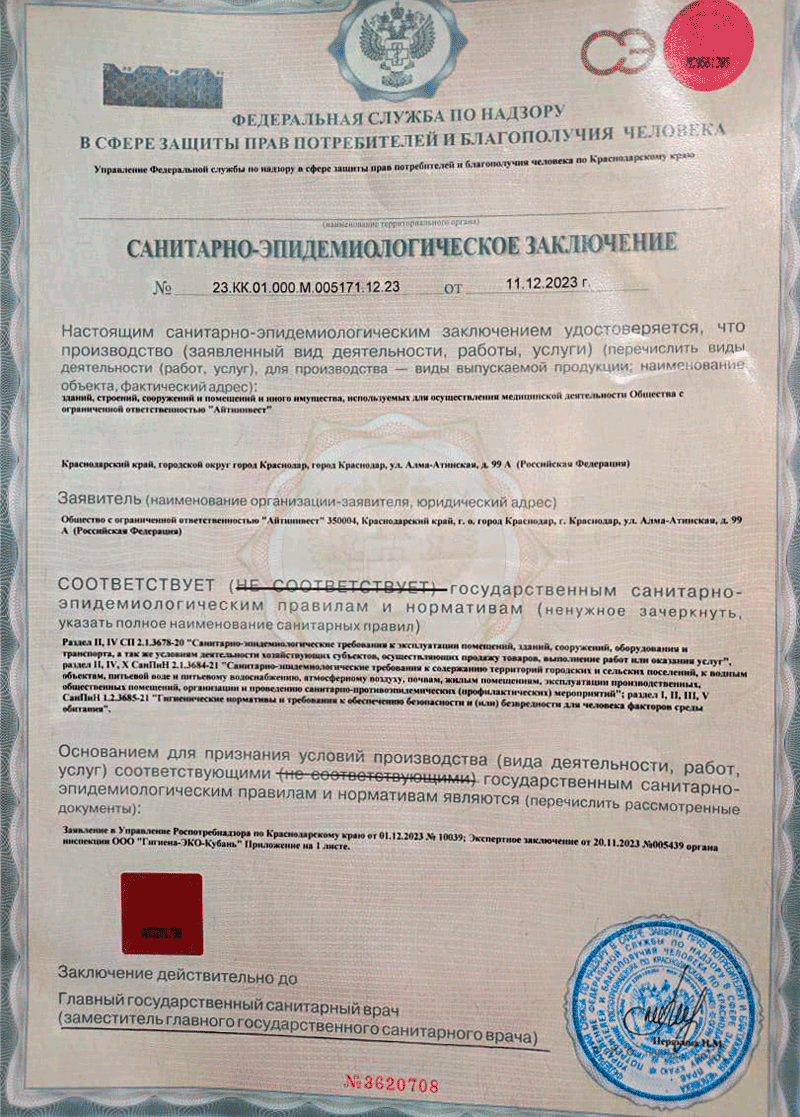 СЭ
ФЕДЕРАЛЬНАЯ СЛУЖБА ПО НАДЗОРУ
В СФЕРЕ ЗАЩИТЫ ПРАВ ПОТРЕБИТЕЛЕЙ И БЛАГОПОЛУЧИЯ ЧЕЛОВЕКА
Управление Федеральной службы по надзору в сфере защиты прав потребителей и благополучия человека по Краснодарскому краю
(наименование территориального органа)
САНИТАРНО-ЭПИДЕМИОЛОГИЧЕСКОЕ ЗАКЛЮЧЕНИЕ
№ 23.КК.01.000.М.005171.12.23 от 11.12.2023 г.
Настоящим санитарно-эпидемиологическим заключением удостоверяется, что
производство (заявленный вид деятельности, работы, услуги) (перечислить виды
деятельности (работ, услуг), для производства — виды выпускаемой продукции; наименование
объекта, фактический адрес):
зданий, строений, сооружений и помещений и иного имущества, используемых для осуществления медицинской деятельности Общества с
ограниченной ответственностью "Айтиинвест"
Краснодарский край, городской округ город Краснодар, город Краснодар, ул. Алма-Атинская, д. 99 А (Российская Федерация)
Заявитель (наименование организации-заявителя, юридический адрес)
Общество с ограниченной ответственностью "Айтиинвест" 350004, Краснодарский край, г. о. город Краснодар, г. Краснодар, ул. Алма-Атинская, д. 99
А (Российская Федерация)
СООТВЕТСТВУЕТ (НЕ СООТВЕТСТВУЕТ) государственным санитарно-
эпидемиологическим правилам и нормативам (ненужное зачеркнуть,
указать полное наименование санитарных правил)
Раздел II, IV СП 2.1.3678-20 "Санитарно-эпидемиологические требования к эксплуатации помещений, зданий, сооружений, оборудования и
транспорта, а так же условиям деятельности хозяйствующих субъектов, осуществляющих продажу товаров, выполнение работ или оказания услуг",
раздел II, IV, X СанПиН 2.1.3684-21 "Санитарно-эпидемиологические требования к содержанию территорий городских и сельских поселений, к водным
объектам, питьевой воде и питьевому водоснабжению, атмосферному воздуху, почвам, жилым помещениям, эксплуатации производственных,
общественных помещений, организации и проведению санитарно-противоэпидемических (профилактических) мероприятий"; раздел I, II, III, V
СанПиН 1.2.3685-21 "Гигиенические нормативы и требования к обеспечению безопасности и (или) безвредности для человека факторов среды
обитания".
Основанием для признания условий производства (вида деятельности, работ,
услуг) соответствующими (не соответствующими) государственным санитарно-
эпидемиологическим правилам и нормативам являются (перечислить рассмотренные
документы):
Заявление в Управление Роспотребнадзора по Краснодарскому краю от 01.12.2023 № 10039; Экспертное заключение от 20.11.2023 №005439 органа
инспекции ООО "Гигиена-ЭКО-Кубань" Приложение на 1 листе.
Заключение действительно до
Главный государственный санитарный врач
(заместитель главного государственного санитарного врача)
№3620708